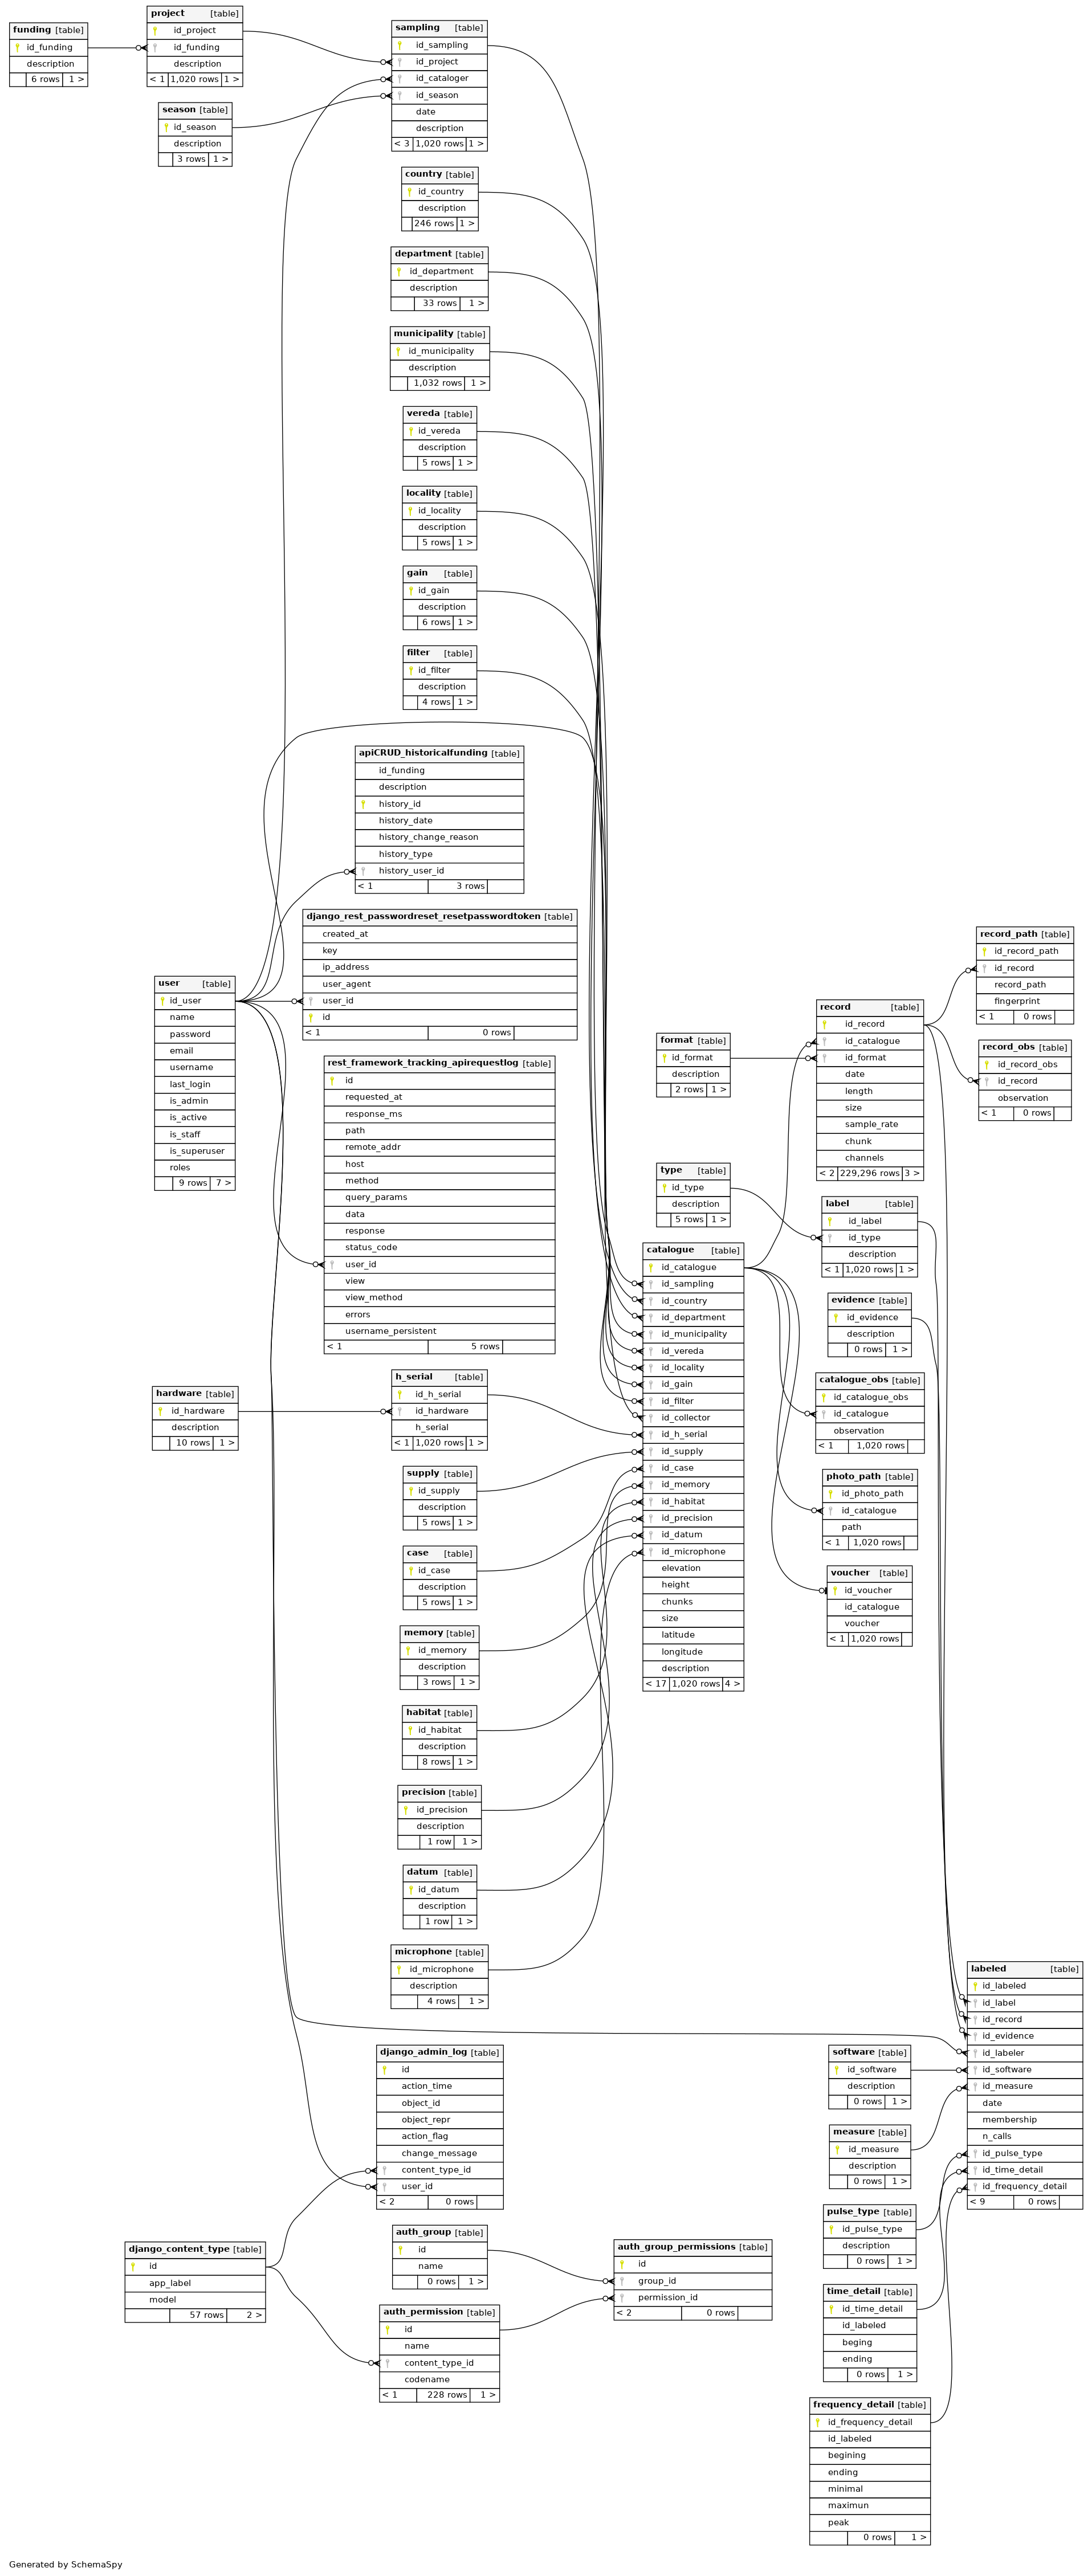 funding [table]
id_funding
description
6 rows 1 >
project [table]
id_project
id_funding
description
< 1 1,020 rows 1 >
season [table]
id_season
description
3 rows 1 >
sampling [table]
id_sampling
id_project
id_cataloger
id_season
date
description
< 3 1,020 rows 1 >
country [table]
id_country
description
246 rows 1 >
department [table]
id_department
description
33 rows 1 >
municipality [table]
id_municipality
description
1,032 rows 1 >
vereda [table]
id_vereda
description
5 rows 1 >
locality [table]
id_locality
description
5 rows 1 >
gain [table]
id_gain
description
6 rows 1 >
filter [table]
id_filter
description
4 rows 1 >
apiCRUD_historicalfunding [table]
id_funding
description
history_id
history_date
history_change_reason
history_type
history_user_id
< 1 3 rows
django_rest_passwordreset_resetpasswordtoken [table]
created_at
key
ip_address
user_agent
user_id
id
< 1 0 rows
user [table]
id_user
name
password
email
username
last_login
is_admin
is_active
is_staff
is_superuser
roles
9 rows 7 >
rest_framework_tracking_apirequestlog [table]
id
requested_at
response_ms
path
remote_addr
host
method
query_params
data
response
status_code
user_id
view
view_method
errors
username_persistent
< 1 5 rows
hardware [table]
id_hardware
description
10 rows 1 >
h_serial [table]
id_h_serial
id_hardware
h_serial
< 1 1,020 rows 1 >
supply [table]
id_supply
description
5 rows 1 >
case [table]
id_case
description
5 rows 1 >
memory [table]
id_memory
description
3 rows 1 >
habitat [table]
id_habitat
description
8 rows 1 >
precision [table]
id_precision
description
1 row 1 >
datum [table]
id_datum
description
1 row 1 >
microphone [table]
id_microphone
description
4 rows 1 >
format [table]
id_format
description
2 rows 1 >
type [table]
id_type
description
5 rows 1 >
catalogue [table]
id_catalogue
id_sampling
id_country
id_department
id_municipality
id_vereda
id_locality
id_gain
id_filter
id_collector
id_h_serial
id_supply
id_case
id_memory
id_habitat
id_precision
id_datum
id_microphone
elevation
height
chunks
size
latitude
longitude
description
< 17 1,020 rows 4 >
record [table]
id_record
id_catalogue
id_format
date
length
size
sample_rate
chunk
channels
< 2 229,296 rows 3 >
record_path [table]
id_record_path
id_record
record_path
fingerprint
< 1 0 rows
record_obs [table]
id_record_obs
id_record
observation
< 1 0 rows
label [table]
id_label
id_type
description
< 1 1,020 rows 1 >
evidence [table]
id_evidence
description
0 rows 1 >
catalogue_obs [table]
id_catalogue_obs
id_catalogue
observation
< 1 1,020 rows
photo_path [table]
id_photo_path
id_catalogue
path
< 1 1,020 rows
voucher [table]
id_voucher
id_catalogue
voucher
< 1 1,020 rows
labeled [table]
id_labeled
id_label
id_record
id_evidence
id_labeler
id_software
id_measure
date
membership
n_calls
id_pulse_type
id_time_detail
id_frequency_detail
< 9 0 rows
software [table]
id_software
description
0 rows 1 >
measure [table]
id_measure
description
0 rows 1 >
pulse_type [table]
id_pulse_type
description
0 rows 1 >
time_detail [table]
id_time_detail
id_labeled
beging
ending
0 rows 1 >
frequency_detail [table]
id_frequency_detail
id_labeled
begining
ending
minimal
maximun
peak
0 rows 1 >
django_admin_log [table]
id
action_time
object_id
object_repr
action_flag
change_message
content_type_id
user_id
< 2 0 rows
django_content_type [table]
id
app_label
model
57 rows 2 >
auth_group [table]
id
name
0 rows 1 >
auth_permission [table]
id
name
content_type_id
codename
< 1 228 rows 1 >
auth_group_permissions [table]
id
group_id
permission_id
< 2 0 rows
Generated by SchemaSpy